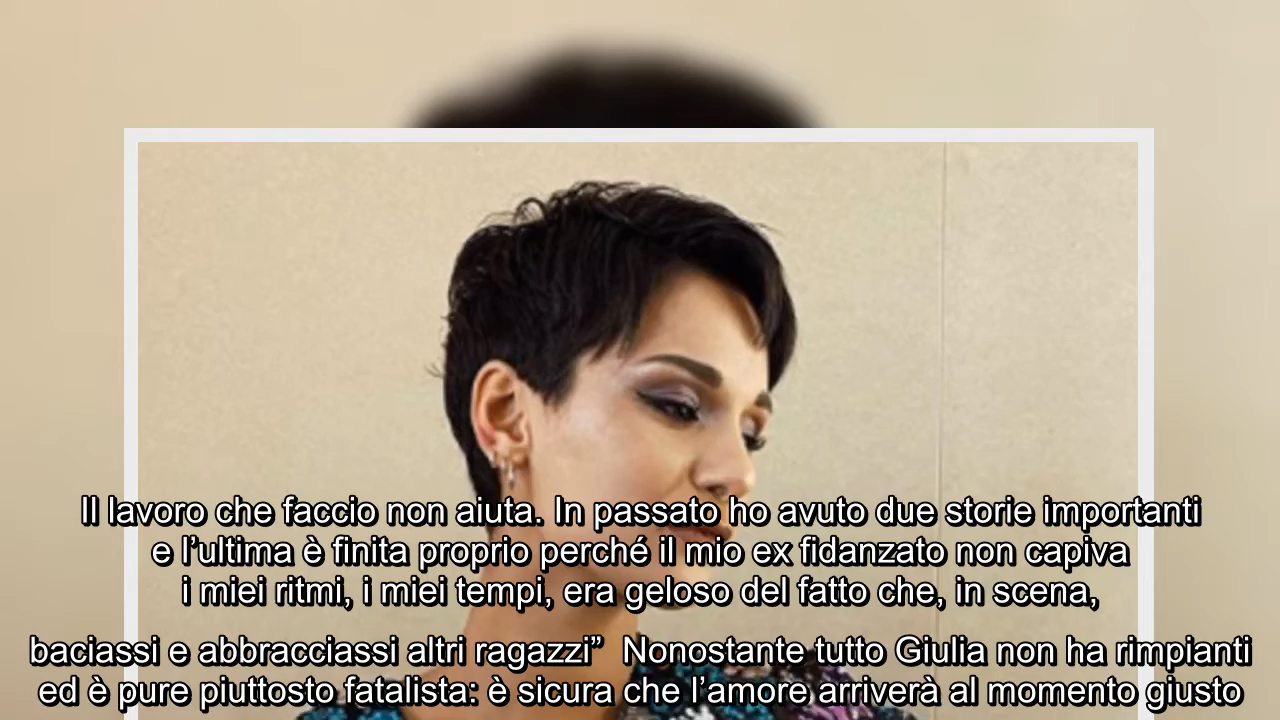 Il lavoro che faccio non aiuta. In passato ho avuto due storie importanti
e l’ultima è finita proprio perché il mio ex fidanzato non capiva
i miei ritmi, i miei tempi, era geloso del fatto che, in scena,
baciassi e abbracciassi altri ragazzi” Nonostante tutto Giulia non ha rimpianti
ed è pure piuttosto fatalista: è sicura che l’amore arriverà al momento giusto